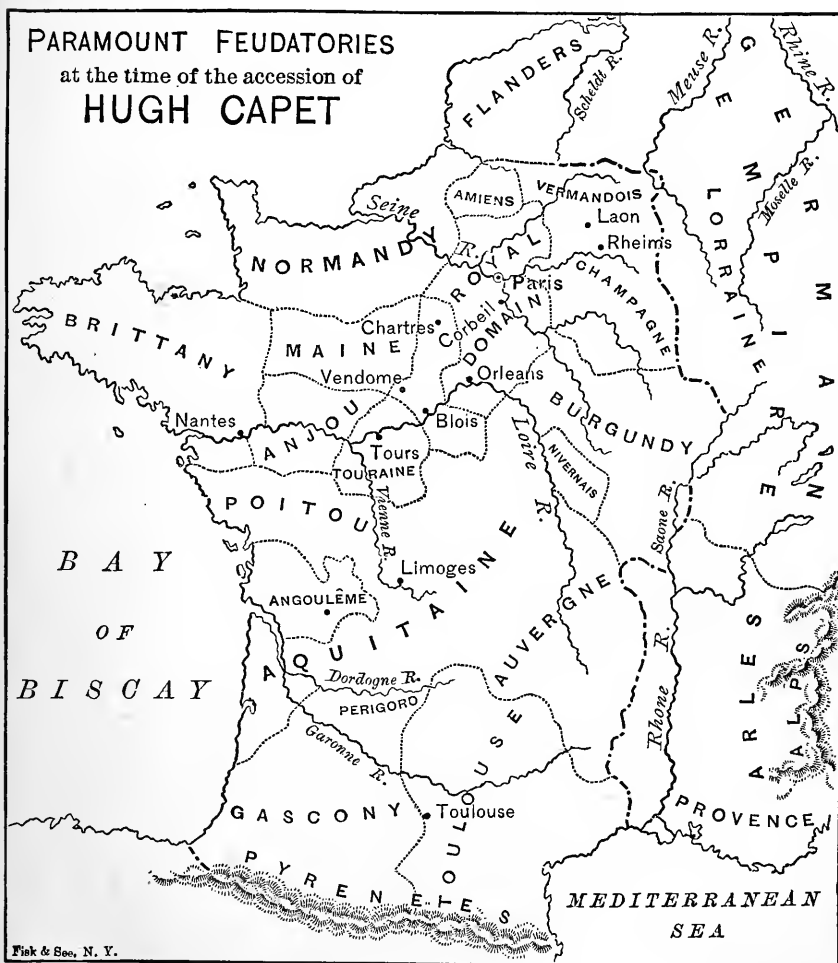 PARAMOUNT FEUDATORIES
at the time of the accession of
HUGH CAPET
FLANDERS
Scheldt R.
Meuse R.
Rhine R.
GERMAN
EMPIRE
Moselle R.
LORRAINE
AMIENS
VERMANDOIS
Laon
Rheims
Seine
R.
NORMANDY
ROYAL
DOMAIN
Paris
CHAMPAGNE
BRITTANY
MAINE
Chartres
Corbeil
Vendome
Orleans
Nantes
ANJOU
Blois
BURGUNDY
Tours
TOURAINE
Loire R.
NIVERNAIS
POITOU
Vienne R.
Saone R.
BAY
OF
BISCAY
Limoges
ANGOULÊME
AQUITAINE
AUVERGNE
Dordogne R.
PERIGORD
Garonne R.
Rhone R.
ARLES
ALPS
GASCONY
Toulouse
TOULOUSE
PROVENCE
PYRENEES
MEDITERRANEAN
SEA
Fisk & See, N. Y.